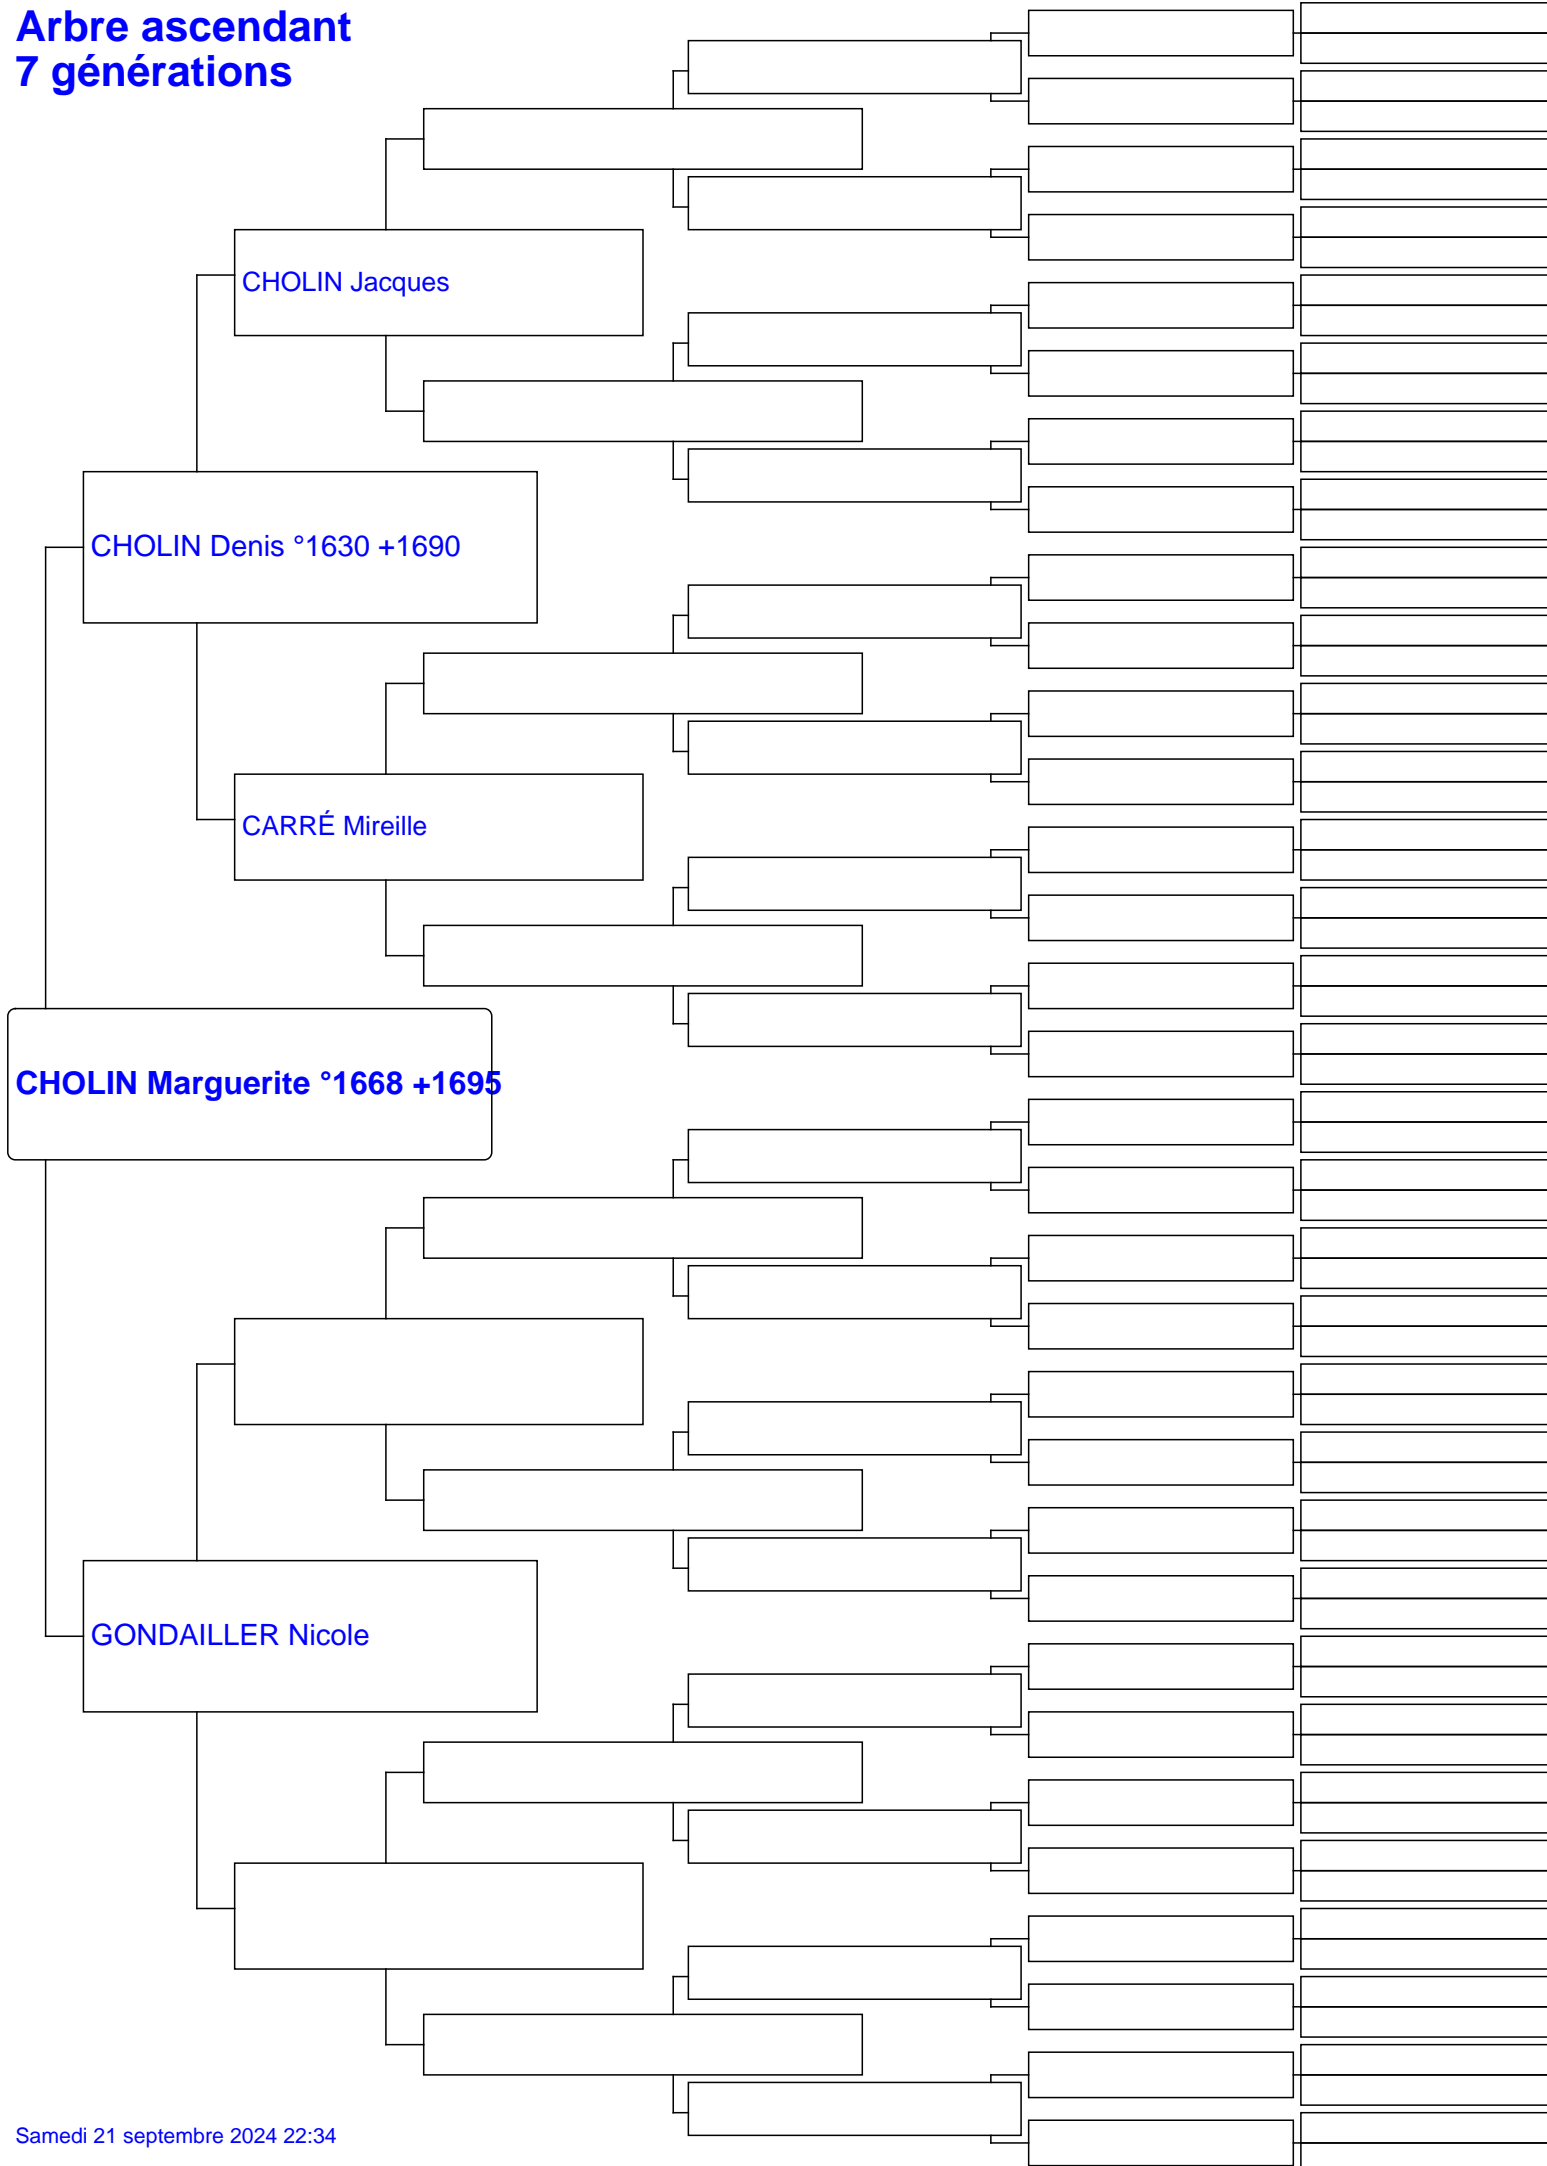 Arbre ascendant
7 générations
CHOLIN Jacques
CHOLIN Denis °1630 +1690
CARRÉ Mireille
CHOLIN Marguerite °1668 +1695
GONDAILLER Nicole
Samedi 21 septembre 2024 22:34